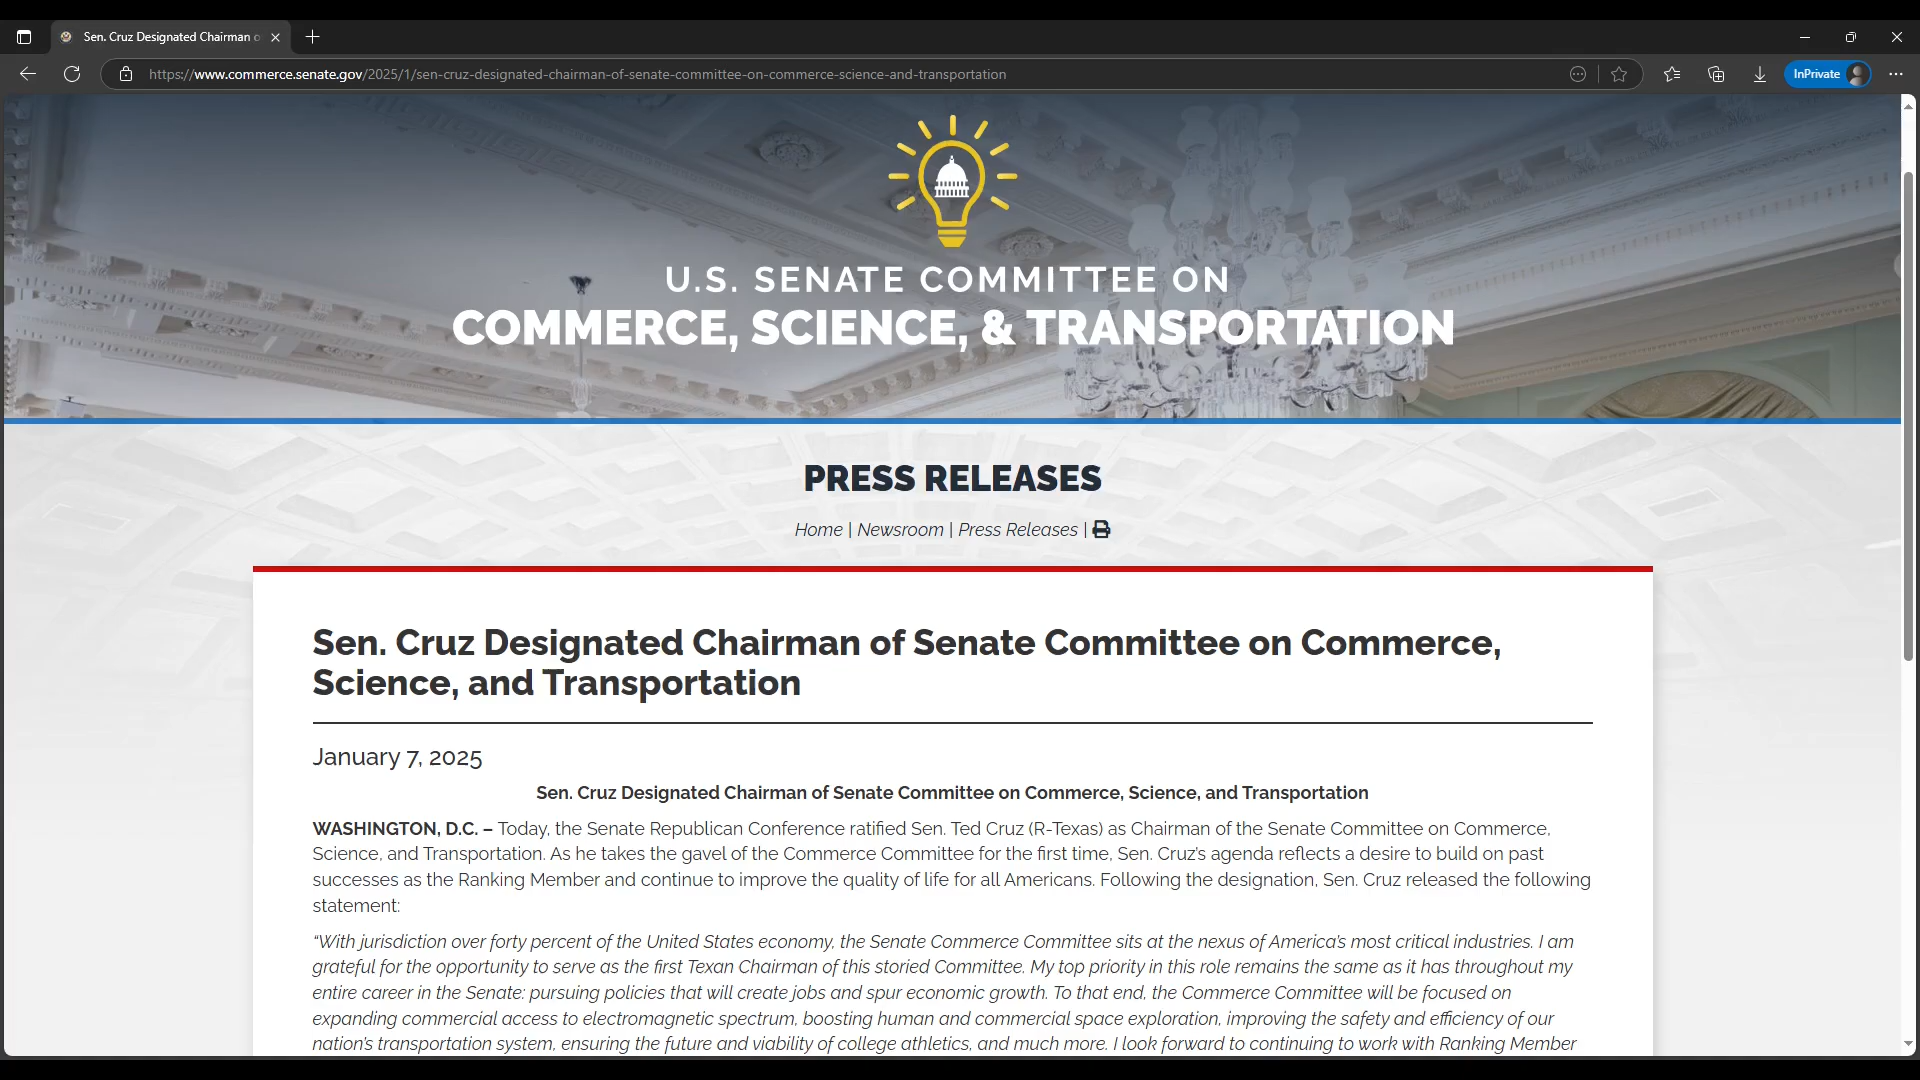 Sen. Cruz Designated Chairman o
https://www.commerce.senate.gov/2025/1/sen-cruz-designated-chairman-of-senate-committee-on-commerce-science-and-transportation
InPrivate
U.S. SENATE COMMITTEE ON
COMMERCE, SCIENCE, & TRANSPORTATION
PRESS RELEASES
Home | Newsroom | Press Releases |
Sen. Cruz Designated Chairman of Senate Committee on Commerce,
Science, and Transportation
January 7, 2025
Sen. Cruz Designated Chairman of Senate Committee on Commerce, Science, and Transportation
WASHINGTON, D.C. – Today, the Senate Republican Conference ratified Sen. Ted Cruz (R-Texas) as Chairman of the Senate Committee on Commerce,
Science, and Transportation. As he takes the gavel of the Commerce Committee for the first time, Sen. Cruz's agenda reflects a desire to build on past
successes as the Ranking Member and continue to improve the quality of life for all Americans. Following the designation, Sen. Cruz released the following
statement:
“With jurisdiction over forty percent of the United States economy, the Senate Commerce Committee sits at the nexus of America's most critical industries. I am
grateful for the opportunity to serve as the first Texan Chairman of this storied Committee. My top priority in this role remains the same as it has throughout my
entire career in the Senate: pursuing policies that will create jobs and spur economic growth. To that end, the Commerce Committee will be focused on
expanding commercial access to electromagnetic spectrum, boosting human and commercial space exploration, improving the safety and efficiency of our
nation's transportation system, ensuring the future and viability of college athletics, and much more. I look forward to continuing to work with Ranking Member